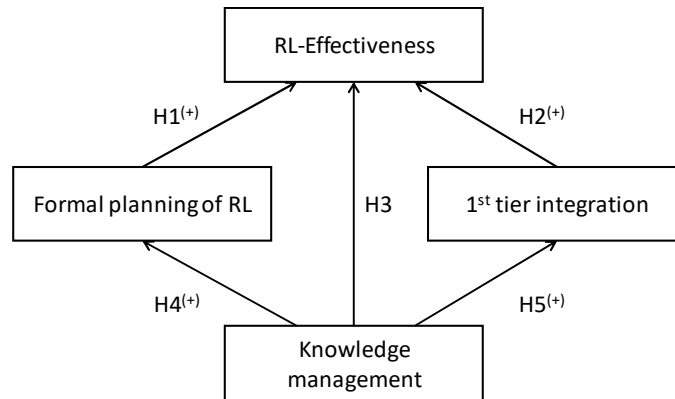 RL-Effectiveness
H1(+)
H2(+)
Formal planning of RL
H3
1st tier integration
H4(+)
H5(+)
Knowledge
management